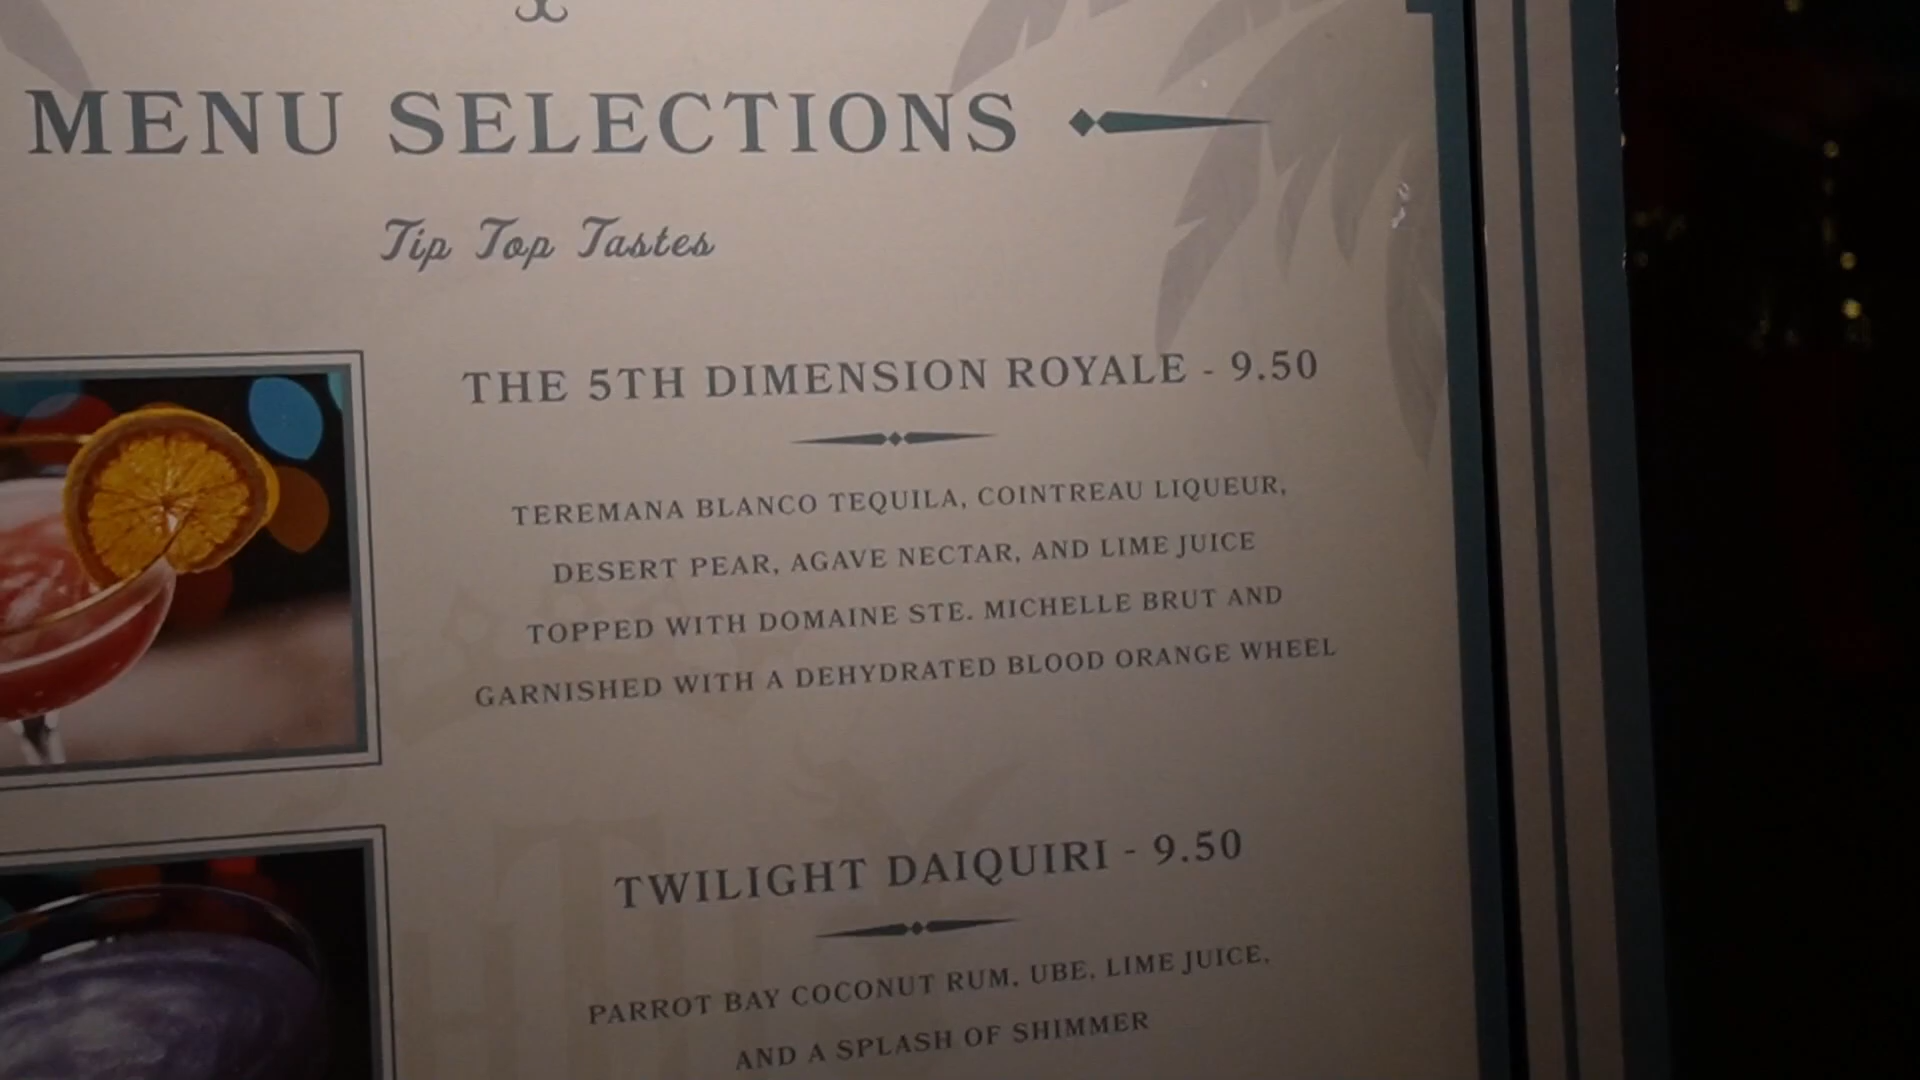 MENU SELECTIONS
Tip Top Tastes
THE 5TH DIMENSION ROYALE - 9.50
TEREMANA BLANCO TEQUILA, COINTREAU LIQUEUR,
DESERT PEAR, AGAVE NECTAR, AND LIME JUICE
TOPPED WITH DOMAINE STE. MICHELLE BRUT AND
GARNISHED WITH A DEHYDRATED BLOOD ORANGE WHEEL
TWILIGHT DAIQUIRI - 9.50
PARROT BAY COCONUT RUM, UBE, LIME JUICE,
AND A SPLASH OF SHIMMER